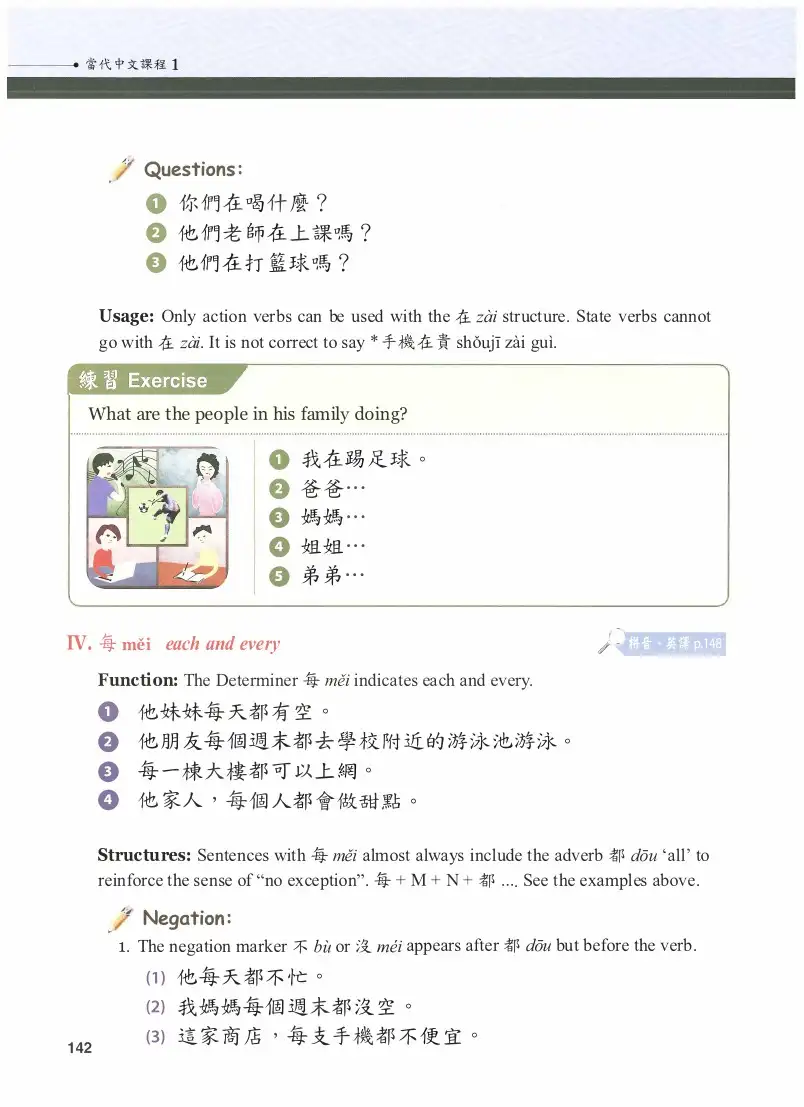 當代中文課程 1
Questions:
1 你們在喝什麼？
2 他們老師在上課嗎？
3 他們在打籃球嗎？
Usage: Only action verbs can be used with the 在 zài structure. State verbs cannot
go with 在 zài. It is not correct to say *手機在貴 shǒujī zài guì.
練習 Exercise
What are the people in his family doing?
1 我在踢足球。
2 爸爸…
3 媽媽…
4 姐姐…
5 弟弟…
IV. 每 měi each and every
拼音、英譯 p.148
Function: The Determiner 每 měi indicates each and every.
1 他妹妹每天都有空。
2 他朋友每個週末都去學校附近的游泳池游泳。
3 每一棟大樓都可以上網。
4 他家人，每個人都會做甜點。
Structures: Sentences with 每 měi almost always include the adverb 都 dōu ‘all’ to
reinforce the sense of “no exception”. 每 + M + N + 都 .... See the examples above.
Negation:
1. The negation marker 不 bù or 沒 méi appears after 都 dōu but before the verb.
(1) 他每天都不忙。
(2) 我媽媽每個週末都沒空。
(3) 這家商店，每支手機都不便宜。
142